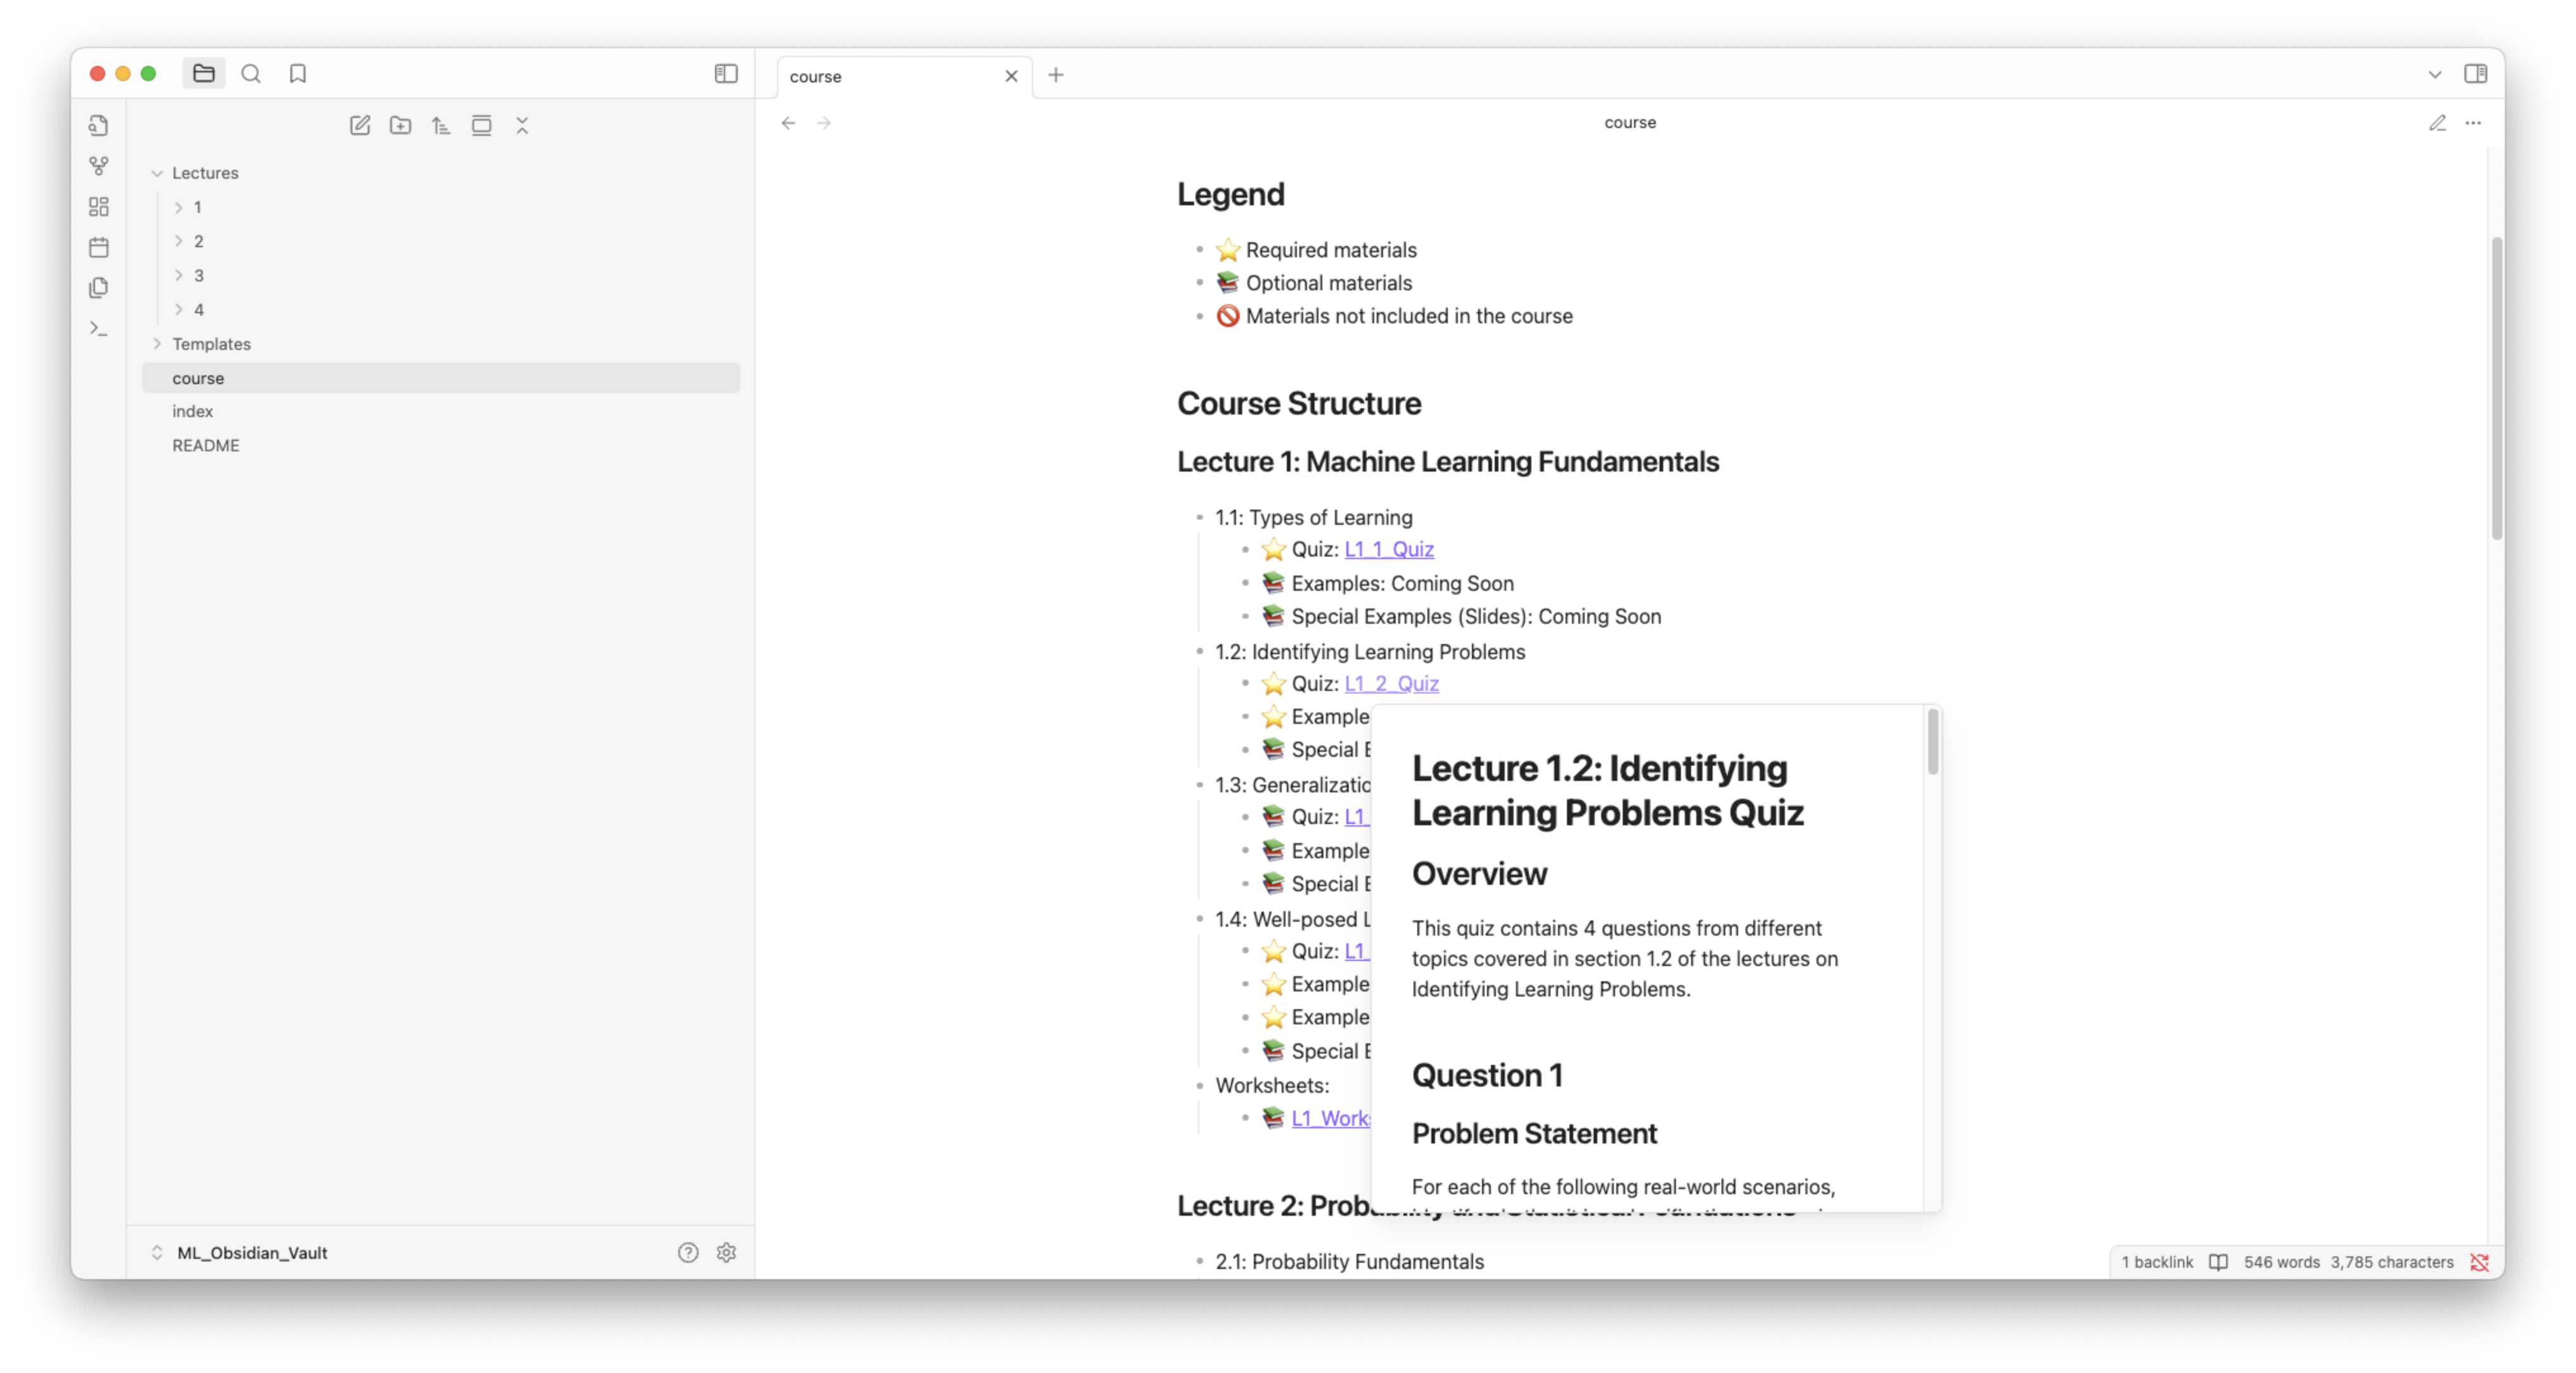 course
course
Lectures
1
2
3
4
Templates
course
index
README
ML_Obsidian_Vault
Legend
Required materials
Optional materials
Materials not included in the course
Course Structure
Lecture 1: Machine Learning Fundamentals
1.1: Types of Learning
Quiz: L1_1_Quiz
Examples: Coming Soon
Special Examples (Slides): Coming Soon
1.2: Identifying Learning Problems
Quiz: L1_2_Quiz
Example
Special E
1.3: Generalizatio
Quiz: L1_
Example
Special E
1.4: Well-posed L
Quiz: L1_
Example
Example
Special E
Worksheets:
L1_Works
Lecture 2: Probability and Statistical Foundations
2.1: Probability Fundamentals
Lecture 1.2: Identifying
Learning Problems Quiz
Overview
This quiz contains 4 questions from different
topics covered in section 1.2 of the lectures on
Identifying Learning Problems.
Question 1
Problem Statement
For each of the following real-world scenarios,
1 backlink 546 words 3,785 characters